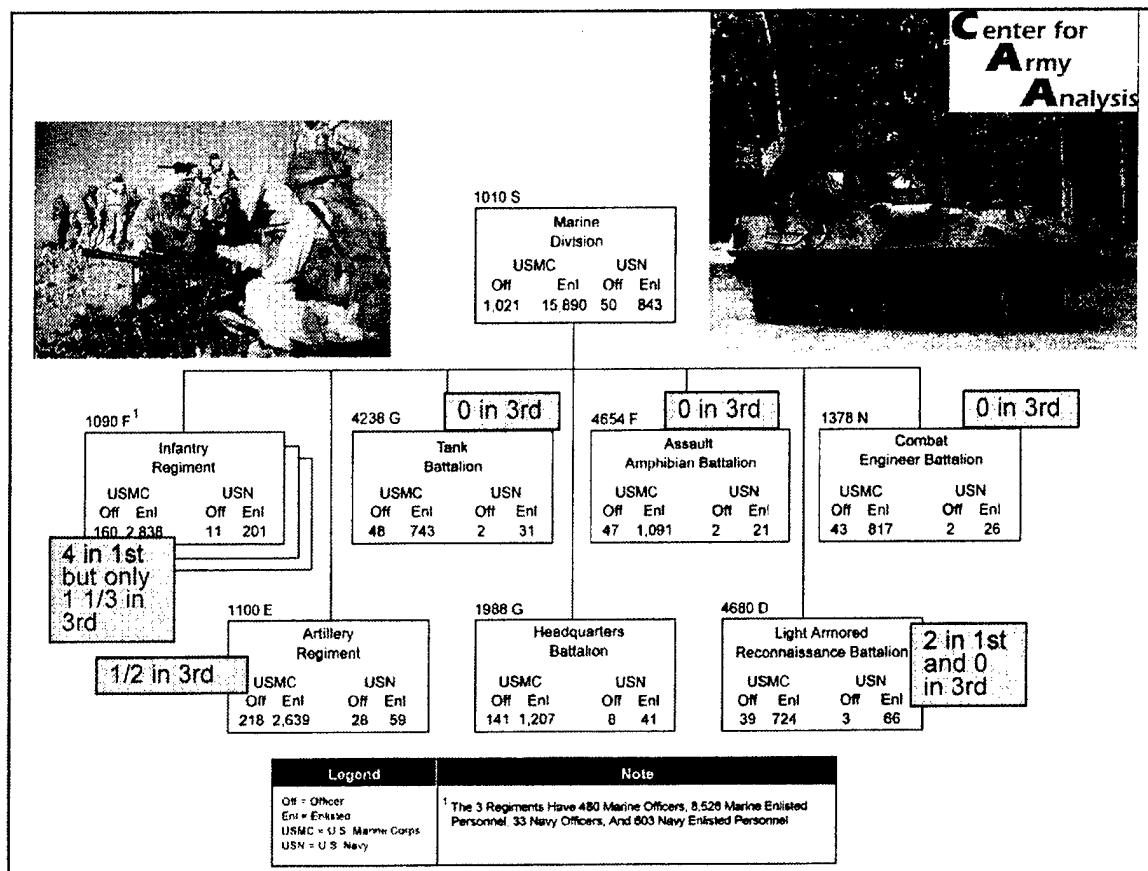 Center for
Army
Analysis
1010 S
Marine
Division
USMC USN
Off Enl Off Enl
1,021 15,890 50 843
1090 F1
Infantry
Regiment
USMC USN
Off Enl Off Enl
160 2,838 11 201
4 in 1st
but only
1 1/3 in
3rd
4238 G
0 in 3rd
Tank
Battalion
USMC USN
Off Enl Off Enl
48 743 2 31
4654 F
0 in 3rd
Assault
Amphibian Battalion
USMC USN
Off Enl Off Enl
47 1,091 2 21
1378 N
0 in 3rd
Combat
Engineer Battalion
USMC USN
Off Enl Off Enl
43 817 2 26
1100 E
Artillery
Regiment
1/2 in 3rd
USMC USN
Off Enl Off Enl
218 2,639 28 59
1988 G
Headquarters
Battalion
USMC USN
Off Enl Off Enl
141 1,207 8 41
4680 D
Light Armored
Reconnaissance Battalion
USMC USN
Off Enl Off Enl
39 724 3 66
2 in 1st
and 0
in 3rd
Legend
Off = Officer
Enl = Enlisted
USMC = U.S. Marine Corps
USN = U.S. Navy
Note
1 The 3 Regiments Have 480 Marine Officers, 8,526 Marine Enlisted
Personnel, 33 Navy Officers, And 603 Navy Enlisted Personnel